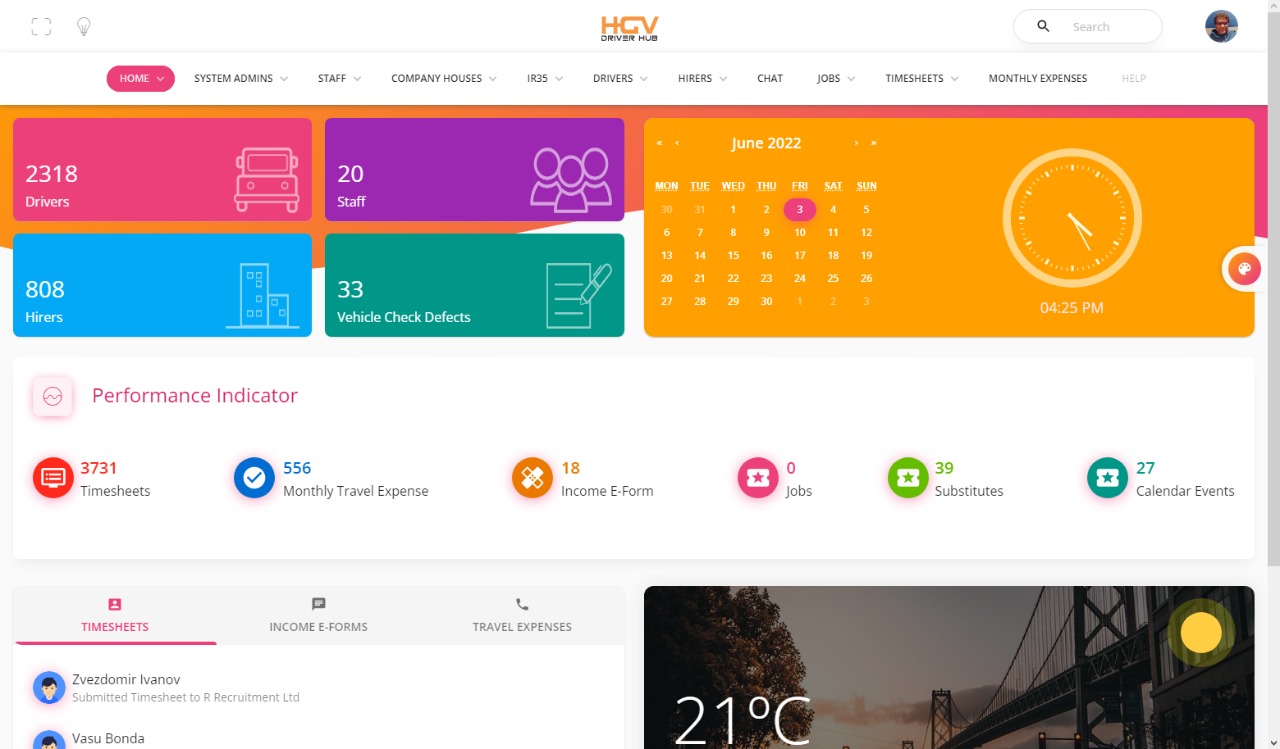 HGV
DRIVER HUB
Search
HOME
SYSTEM ADMINS
STAFF
COMPANY HOUSES
IR35
DRIVERS
HIRERS
CHAT
JOBS
TIMESHEETS
MONTHLY EXPENSES
HELP
2318
Drivers
20
Staff
808
Hirers
33
Vehicle Check Defects
« ‹ June 2022 › »
MON TUE WED THU FRI SAT SUN
30 31 1 2 3 4 5
6 7 8 9 10 11 12
13 14 15 16 17 18 19
20 21 22 23 24 25 26
27 28 29 30 1 2 3
04:25 PM
Performance Indicator
3731
Timesheets
556
Monthly Travel Expense
18
Income E-Form
0
Jobs
39
Substitutes
27
Calendar Events
TIMESHEETS
INCOME E-FORMS
TRAVEL EXPENSES
Zvezdomir Ivanov
Submitted Timesheet to R Recruitment Ltd
Vasu Bonda
21°C